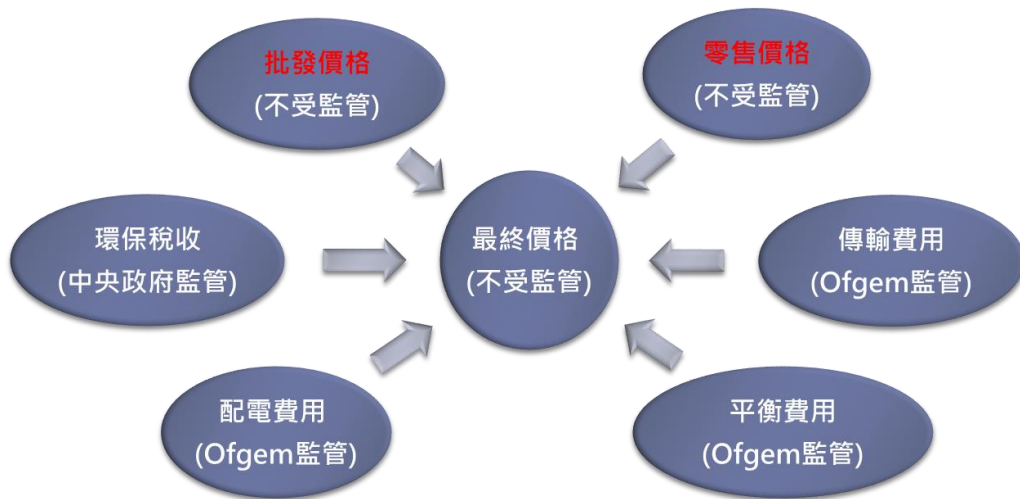 批發價格
(不受監管)
零售價格
(不受監管)
環保稅收
(中央政府監管)
最終價格
(不受監管)
傳輸費用
(Ofgem監管)
配電費用
(Ofgem監管)
平衡費用
(Ofgem監管)